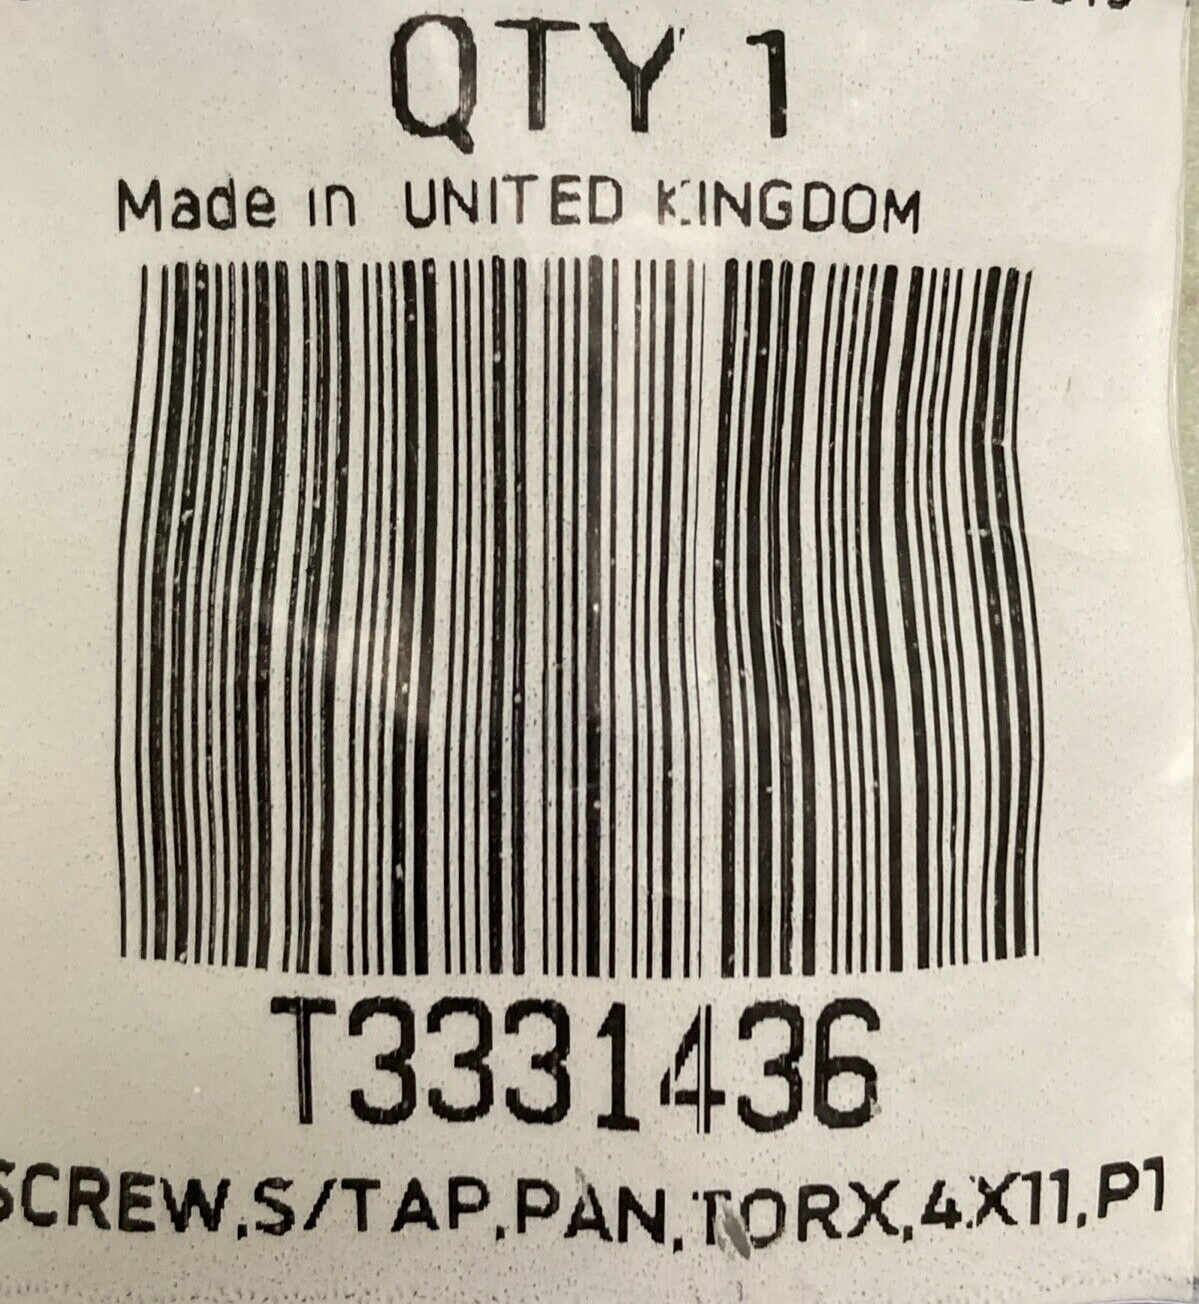 QTY 1
Made in UNITED KINGDOM
T3331436
SCREW,S/TAP,PAN,TORX,4X11,P1